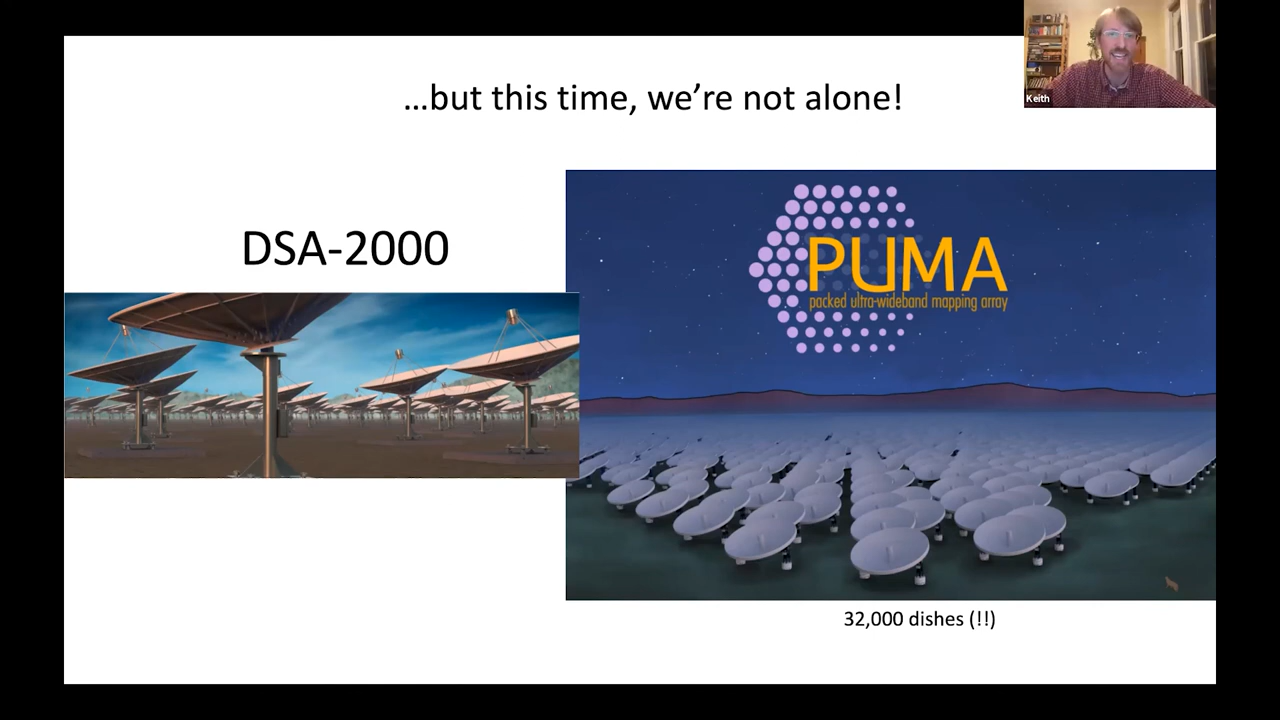 Keith
…but this time, we’re not alone!
DSA-2000
PUMA
packed ultra-wideband mapping array
32,000 dishes (!!)